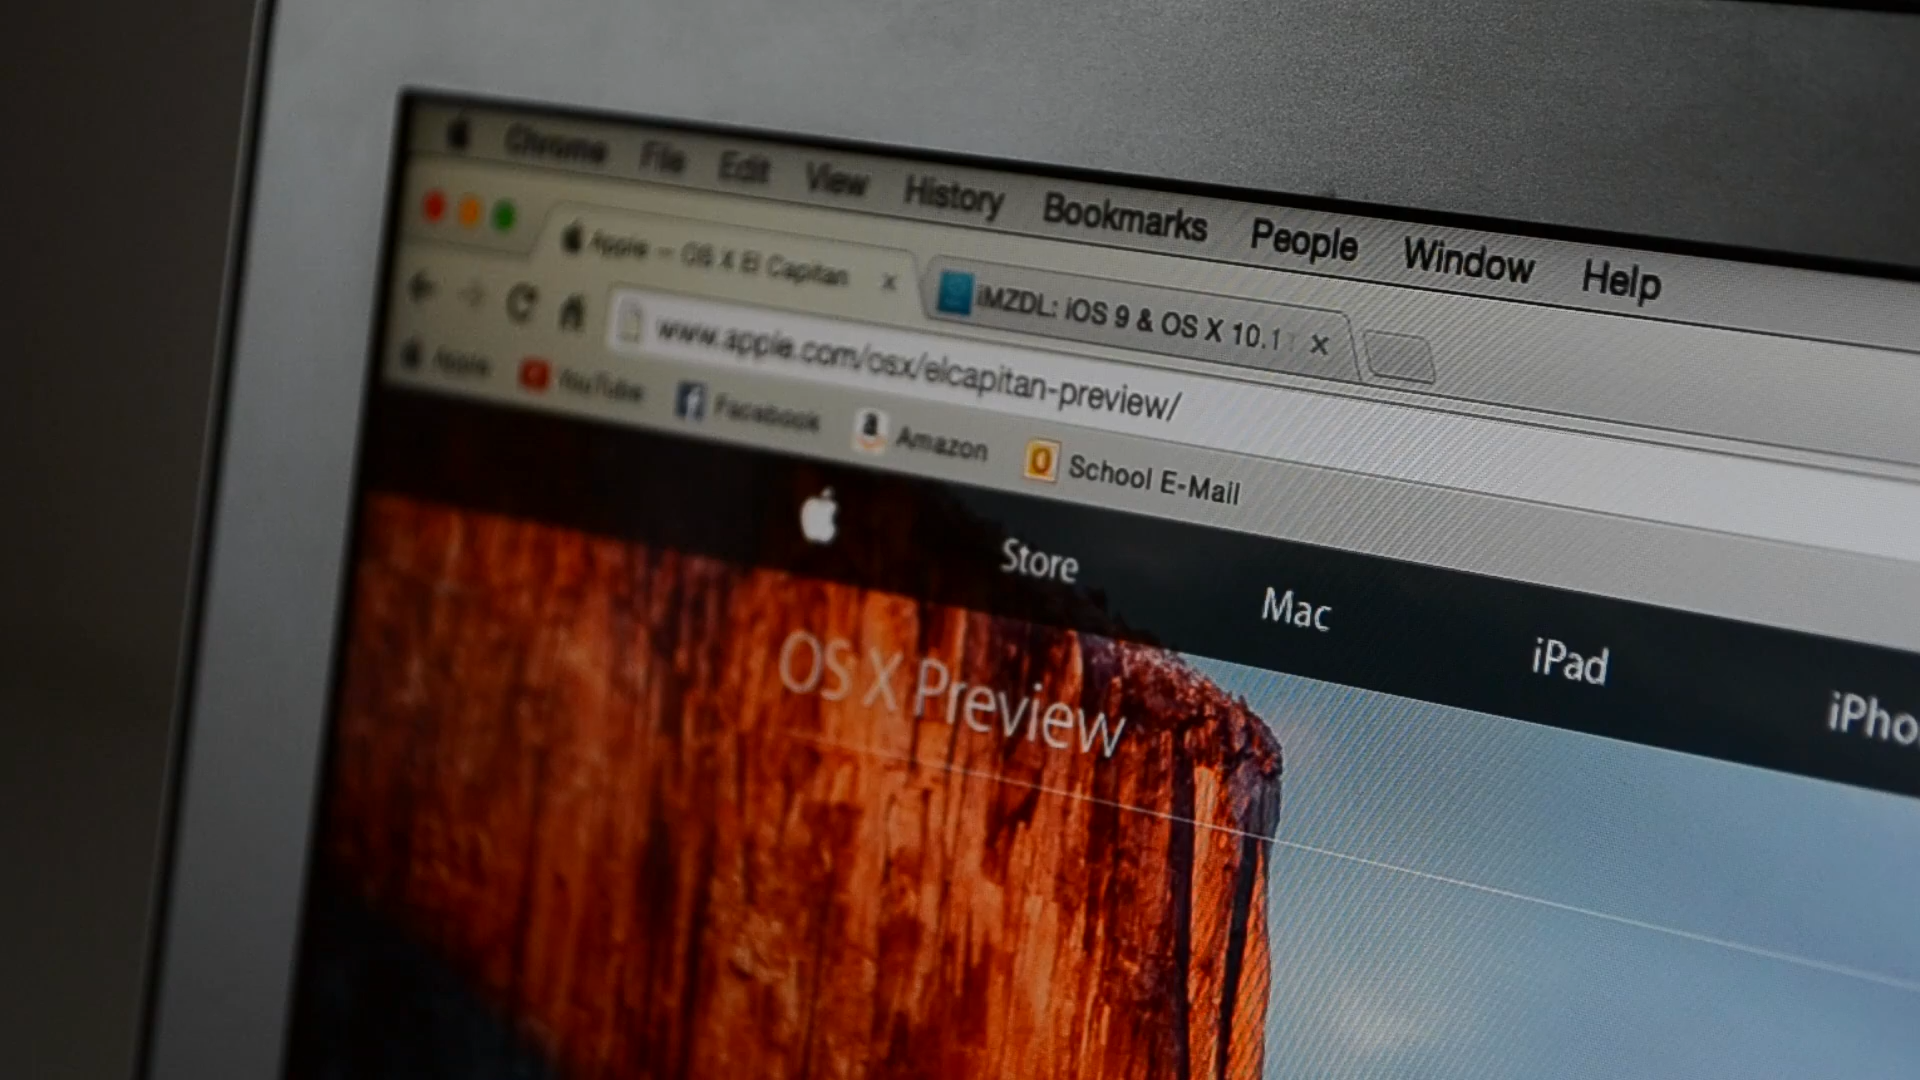 Chrome File Edit View History Bookmarks People Window Help
Apple — OS X El Capitan
iMZDL: iOS 9 & OS X 10.1
www.apple.com/osx/elcapitan-preview/
Apple YouTube Facebook Amazon School E-Mail
Store Mac iPad iPho
OS X Preview